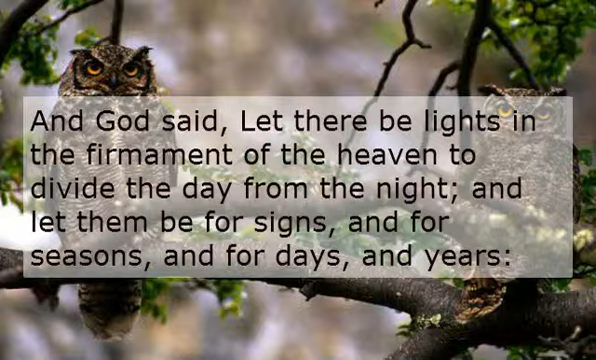 And God said, Let there be lights in
the firmament of the heaven to
divide the day from the night; and
let them be for signs, and for
seasons, and for days, and years: